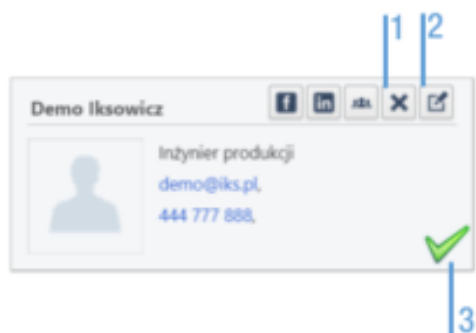 1 2
Demo Iksowicz
Inżynier produkcji
demo@iks.pl,
444 777 888,
3